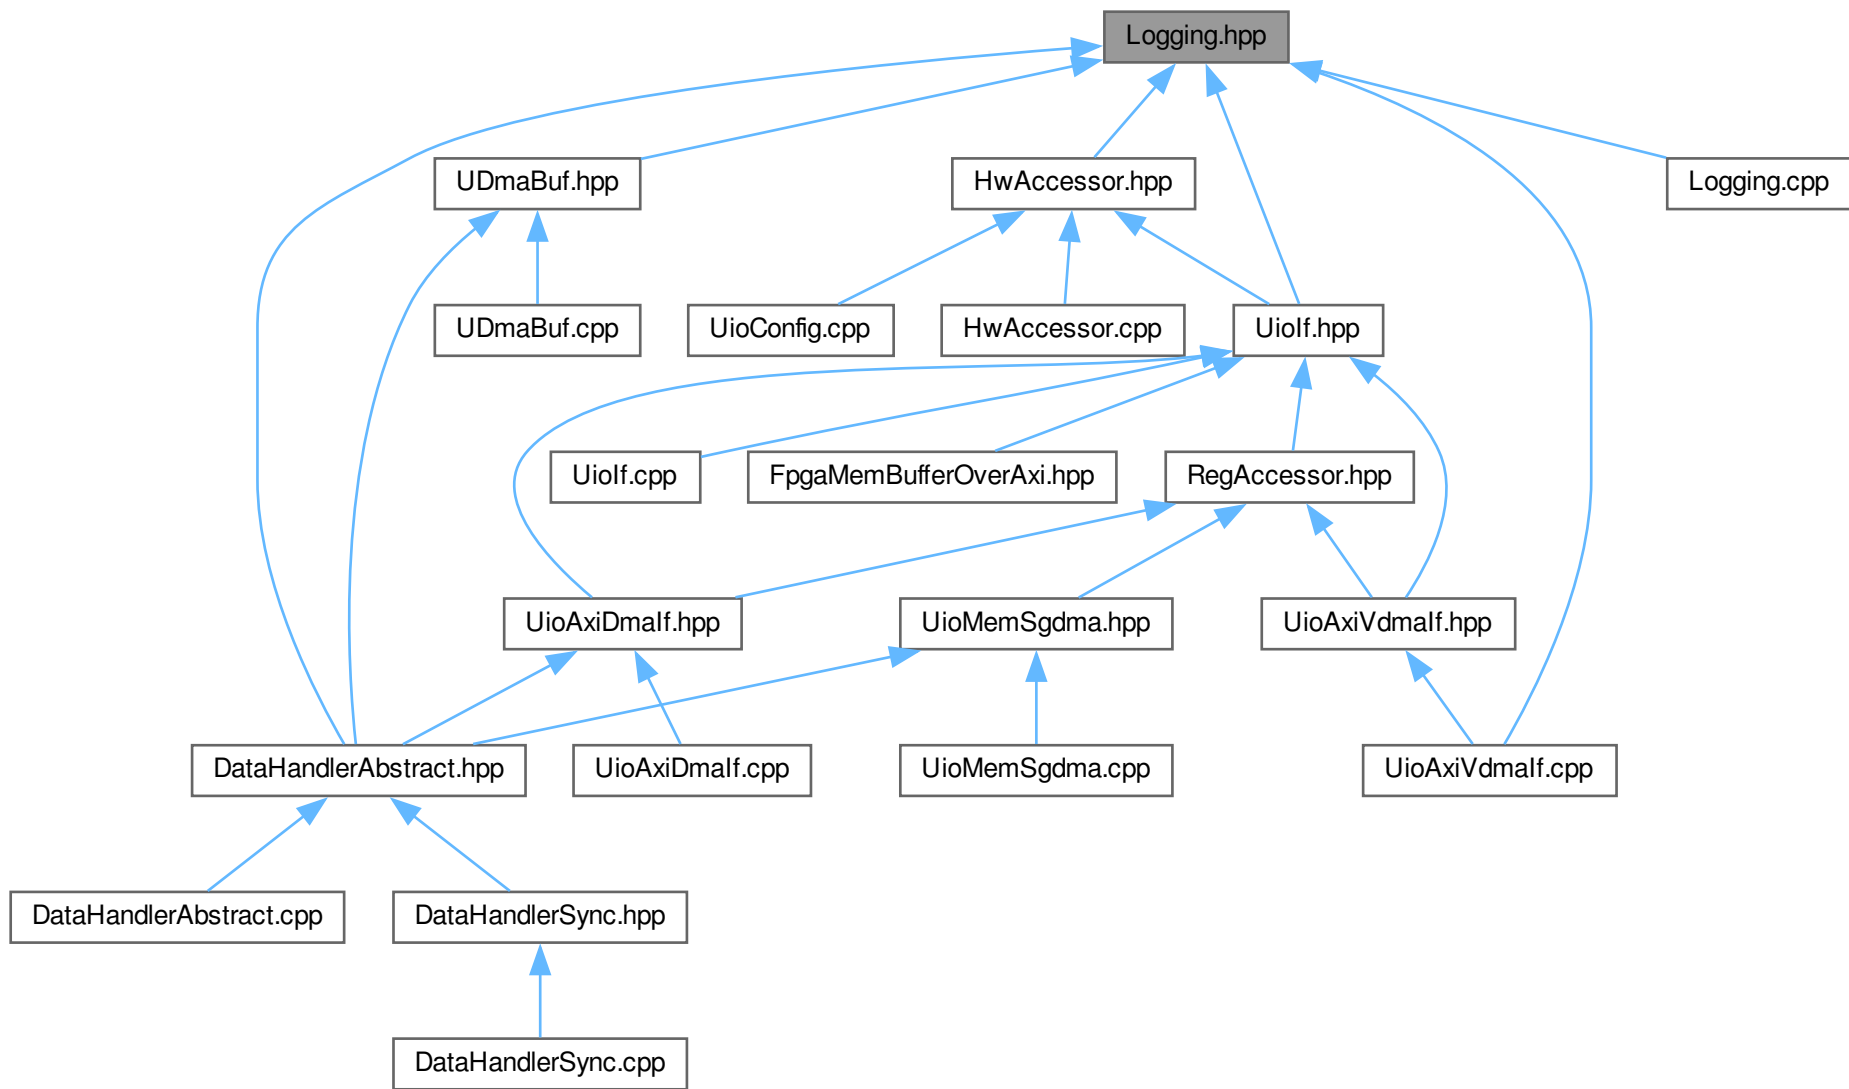 Logging.hpp
UDmaBuf.hpp
HwAccessor.hpp
Logging.cpp
UDmaBuf.cpp
UioConfig.cpp
HwAccessor.cpp
UioIf.hpp
UioIf.cpp
FpgaMemBufferOverAxi.hpp
RegAccessor.hpp
UioAxiDmaIf.hpp
UioMemSgdma.hpp
UioAxiVdmaIf.hpp
DataHandlerAbstract.hpp
UioAxiDmaIf.cpp
UioMemSgdma.cpp
UioAxiVdmaIf.cpp
DataHandlerAbstract.cpp
DataHandlerSync.hpp
DataHandlerSync.cpp